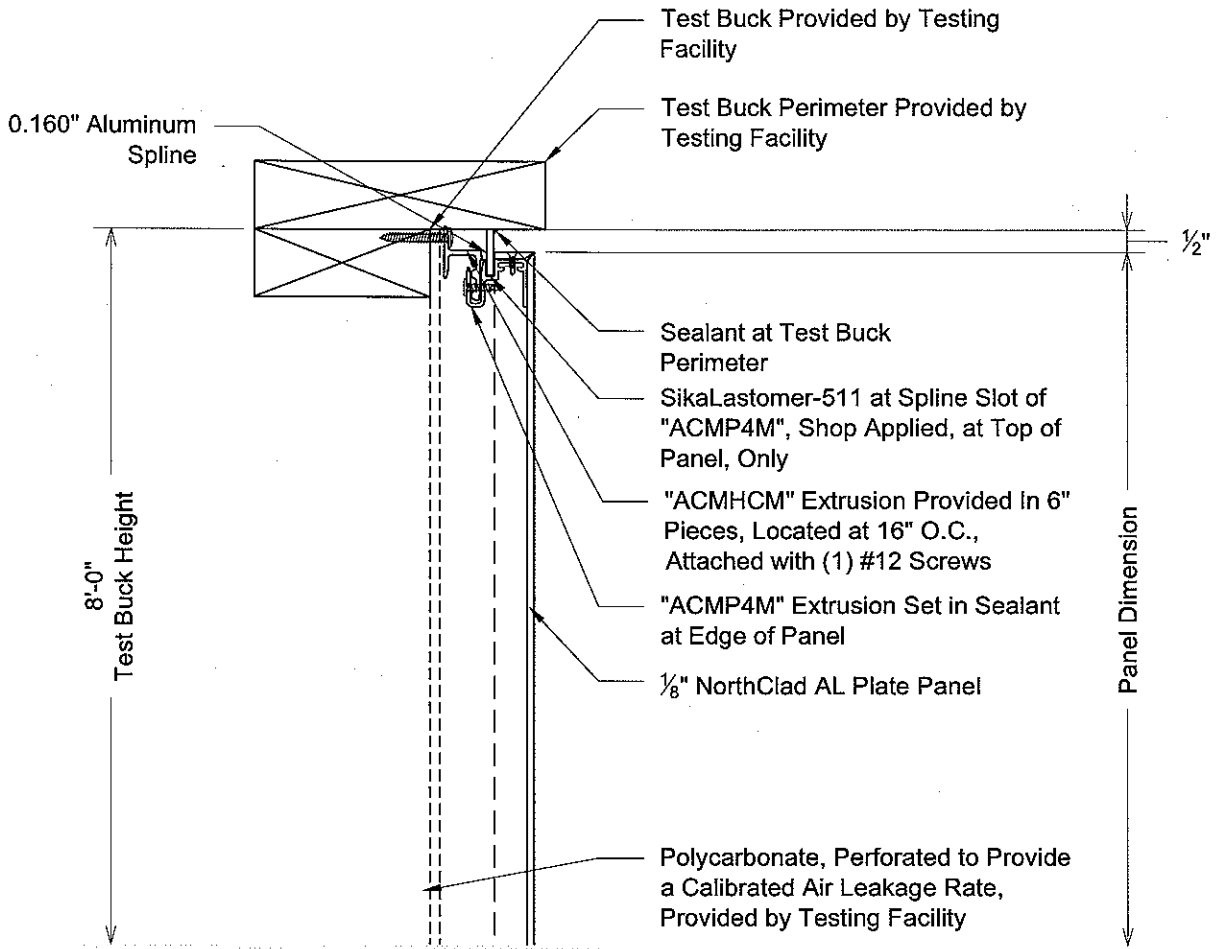 Test Buck Provided by Testing
Facility
0.160" Aluminum
Spline
Test Buck Perimeter Provided by
Testing Facility
½"
Sealant at Test Buck
Perimeter
SikaLastomer-511 at Spline Slot of
"ACMP4M", Shop Applied, at Top of
Panel, Only
"ACMHCM" Extrusion Provided In 6"
Pieces, Located at 16" O.C.,
Attached with (1) #12 Screws
"ACMP4M" Extrusion Set in Sealant
at Edge of Panel
⅛" NorthClad AL Plate Panel
8'-0"
Test Buck Height
Panel Dimension
Polycarbonate, Perforated to Provide
a Calibrated Air Leakage Rate,
Provided by Testing Facility